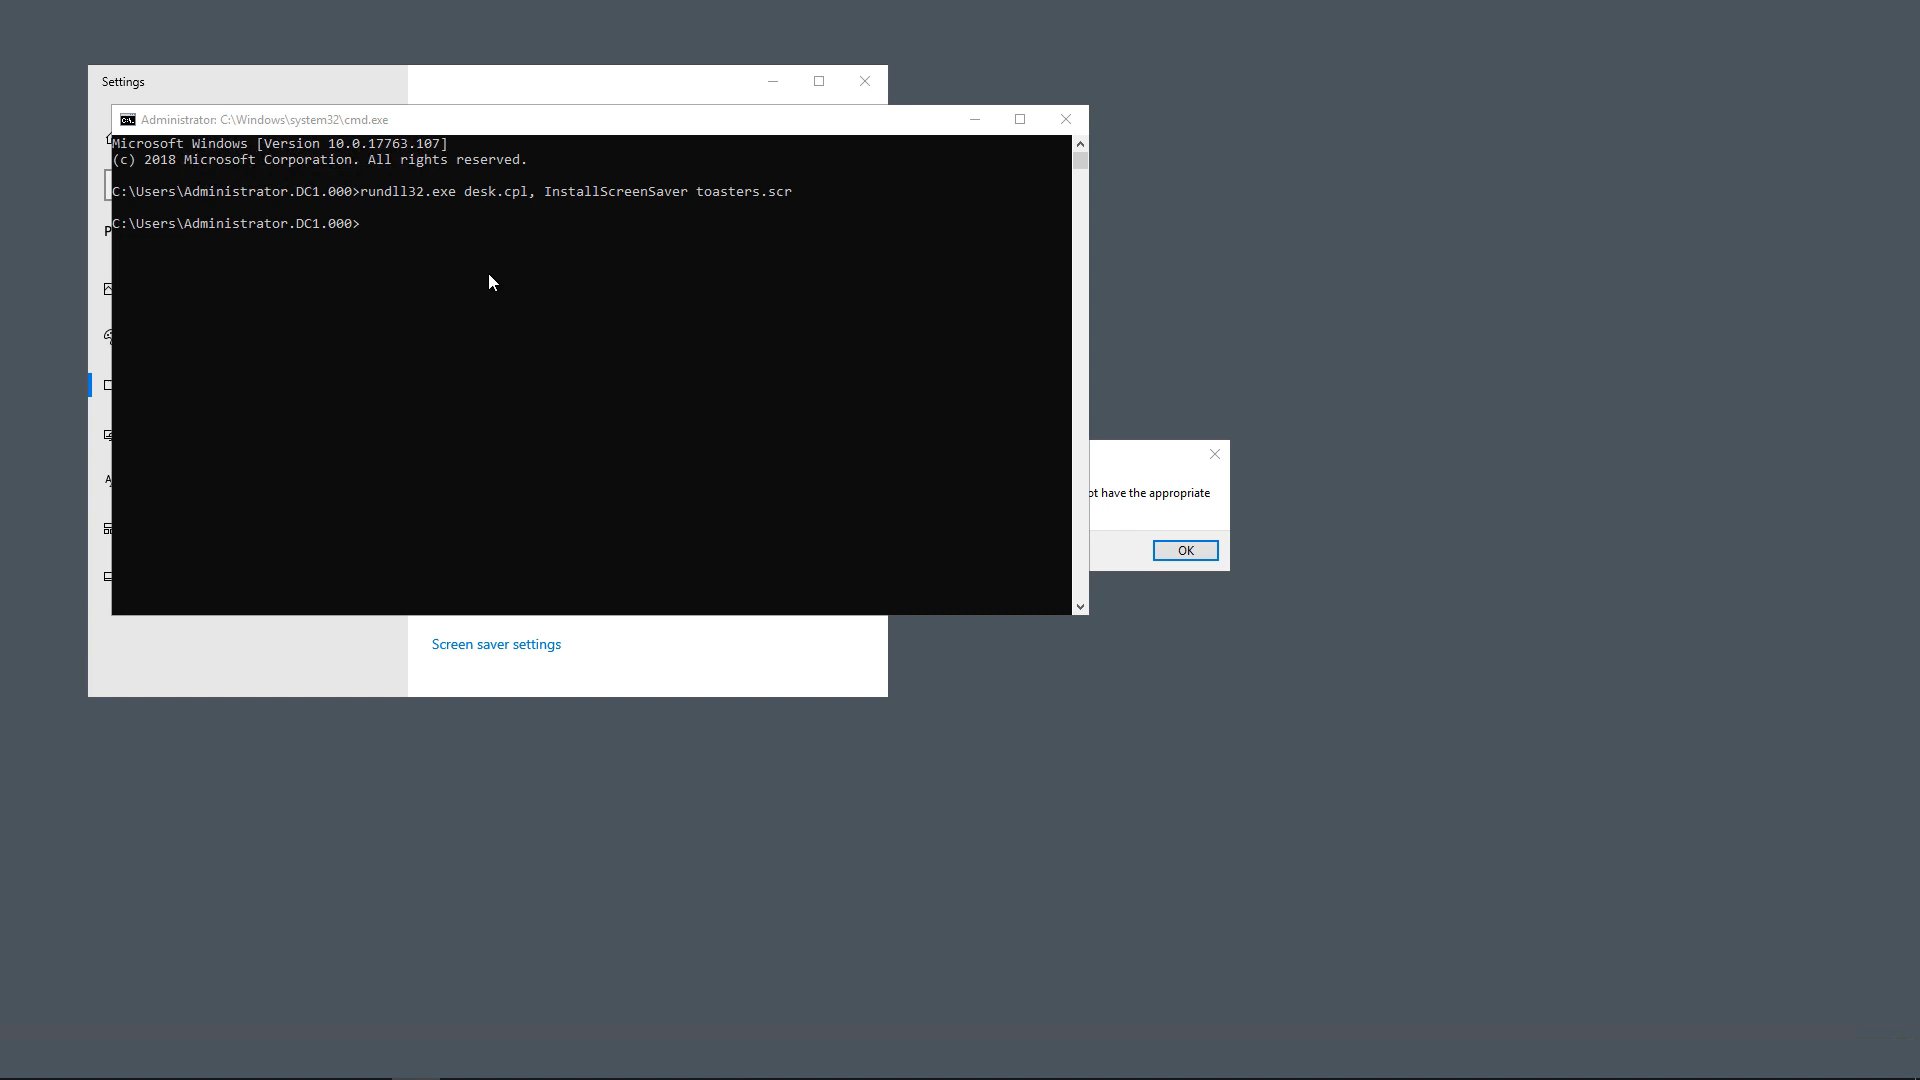 Settings
Administrator: C:\Windows\system32\cmd.exe
Microsoft Windows [Version 10.0.17763.107]
(c) 2018 Microsoft Corporation. All rights reserved.
C:\Users\Administrator.DC1.000>rundll32.exe desk.cpl, InstallScreenSaver toasters.scr
C:\Users\Administrator.DC1.000>
have the appropriate
OK
Screen saver settings